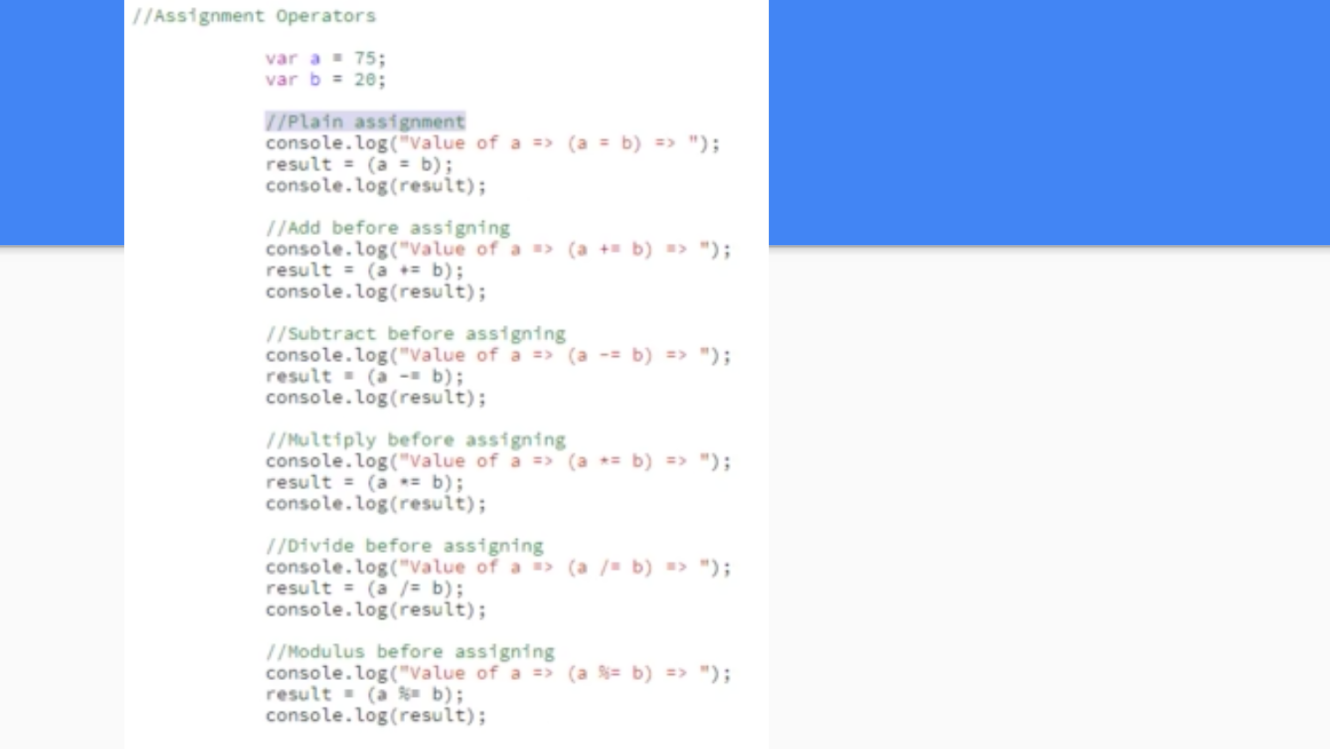 //Assignment Operators
var a = 75;
var b = 20;
//Plain assignment
console.log("Value of a => (a = b) => ");
result = (a = b);
console.log(result);
//Add before assigning
console.log("Value of a => (a += b) => ");
result = (a += b);
console.log(result);
//Subtract before assigning
console.log("Value of a => (a -= b) => ");
result = (a -= b);
console.log(result);
//Multiply before assigning
console.log("Value of a => (a *= b) => ");
result = (a *= b);
console.log(result);
//Divide before assigning
console.log("Value of a => (a /= b) => ");
result = (a /= b);
console.log(result);
//Modulus before assigning
console.log("Value of a => (a %= b) => ");
result = (a %= b);
console.log(result);